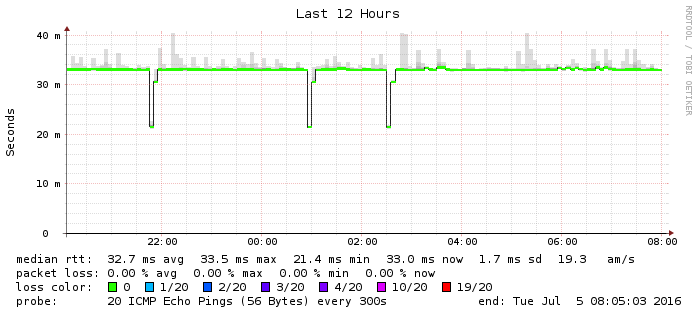 Last 12 Hours
RRDTOOL / TOBI OETIKER
Seconds
40 m
30 m
20 m
10 m
0
22:00 00:00 02:00 04:00 06:00 08:00
median rtt: 32.7 ms avg 33.5 ms max 21.4 ms min 33.0 ms now 1.7 ms sd 19.3 am/s
packet loss: 0.00 % avg 0.00 % max 0.00 % min 0.00 % now
loss color: 0 1/20 2/20 3/20 4/20 10/20 19/20
probe: 20 ICMP Echo Pings (56 Bytes) every 300s end: Tue Jul 5 08:05:03 2016